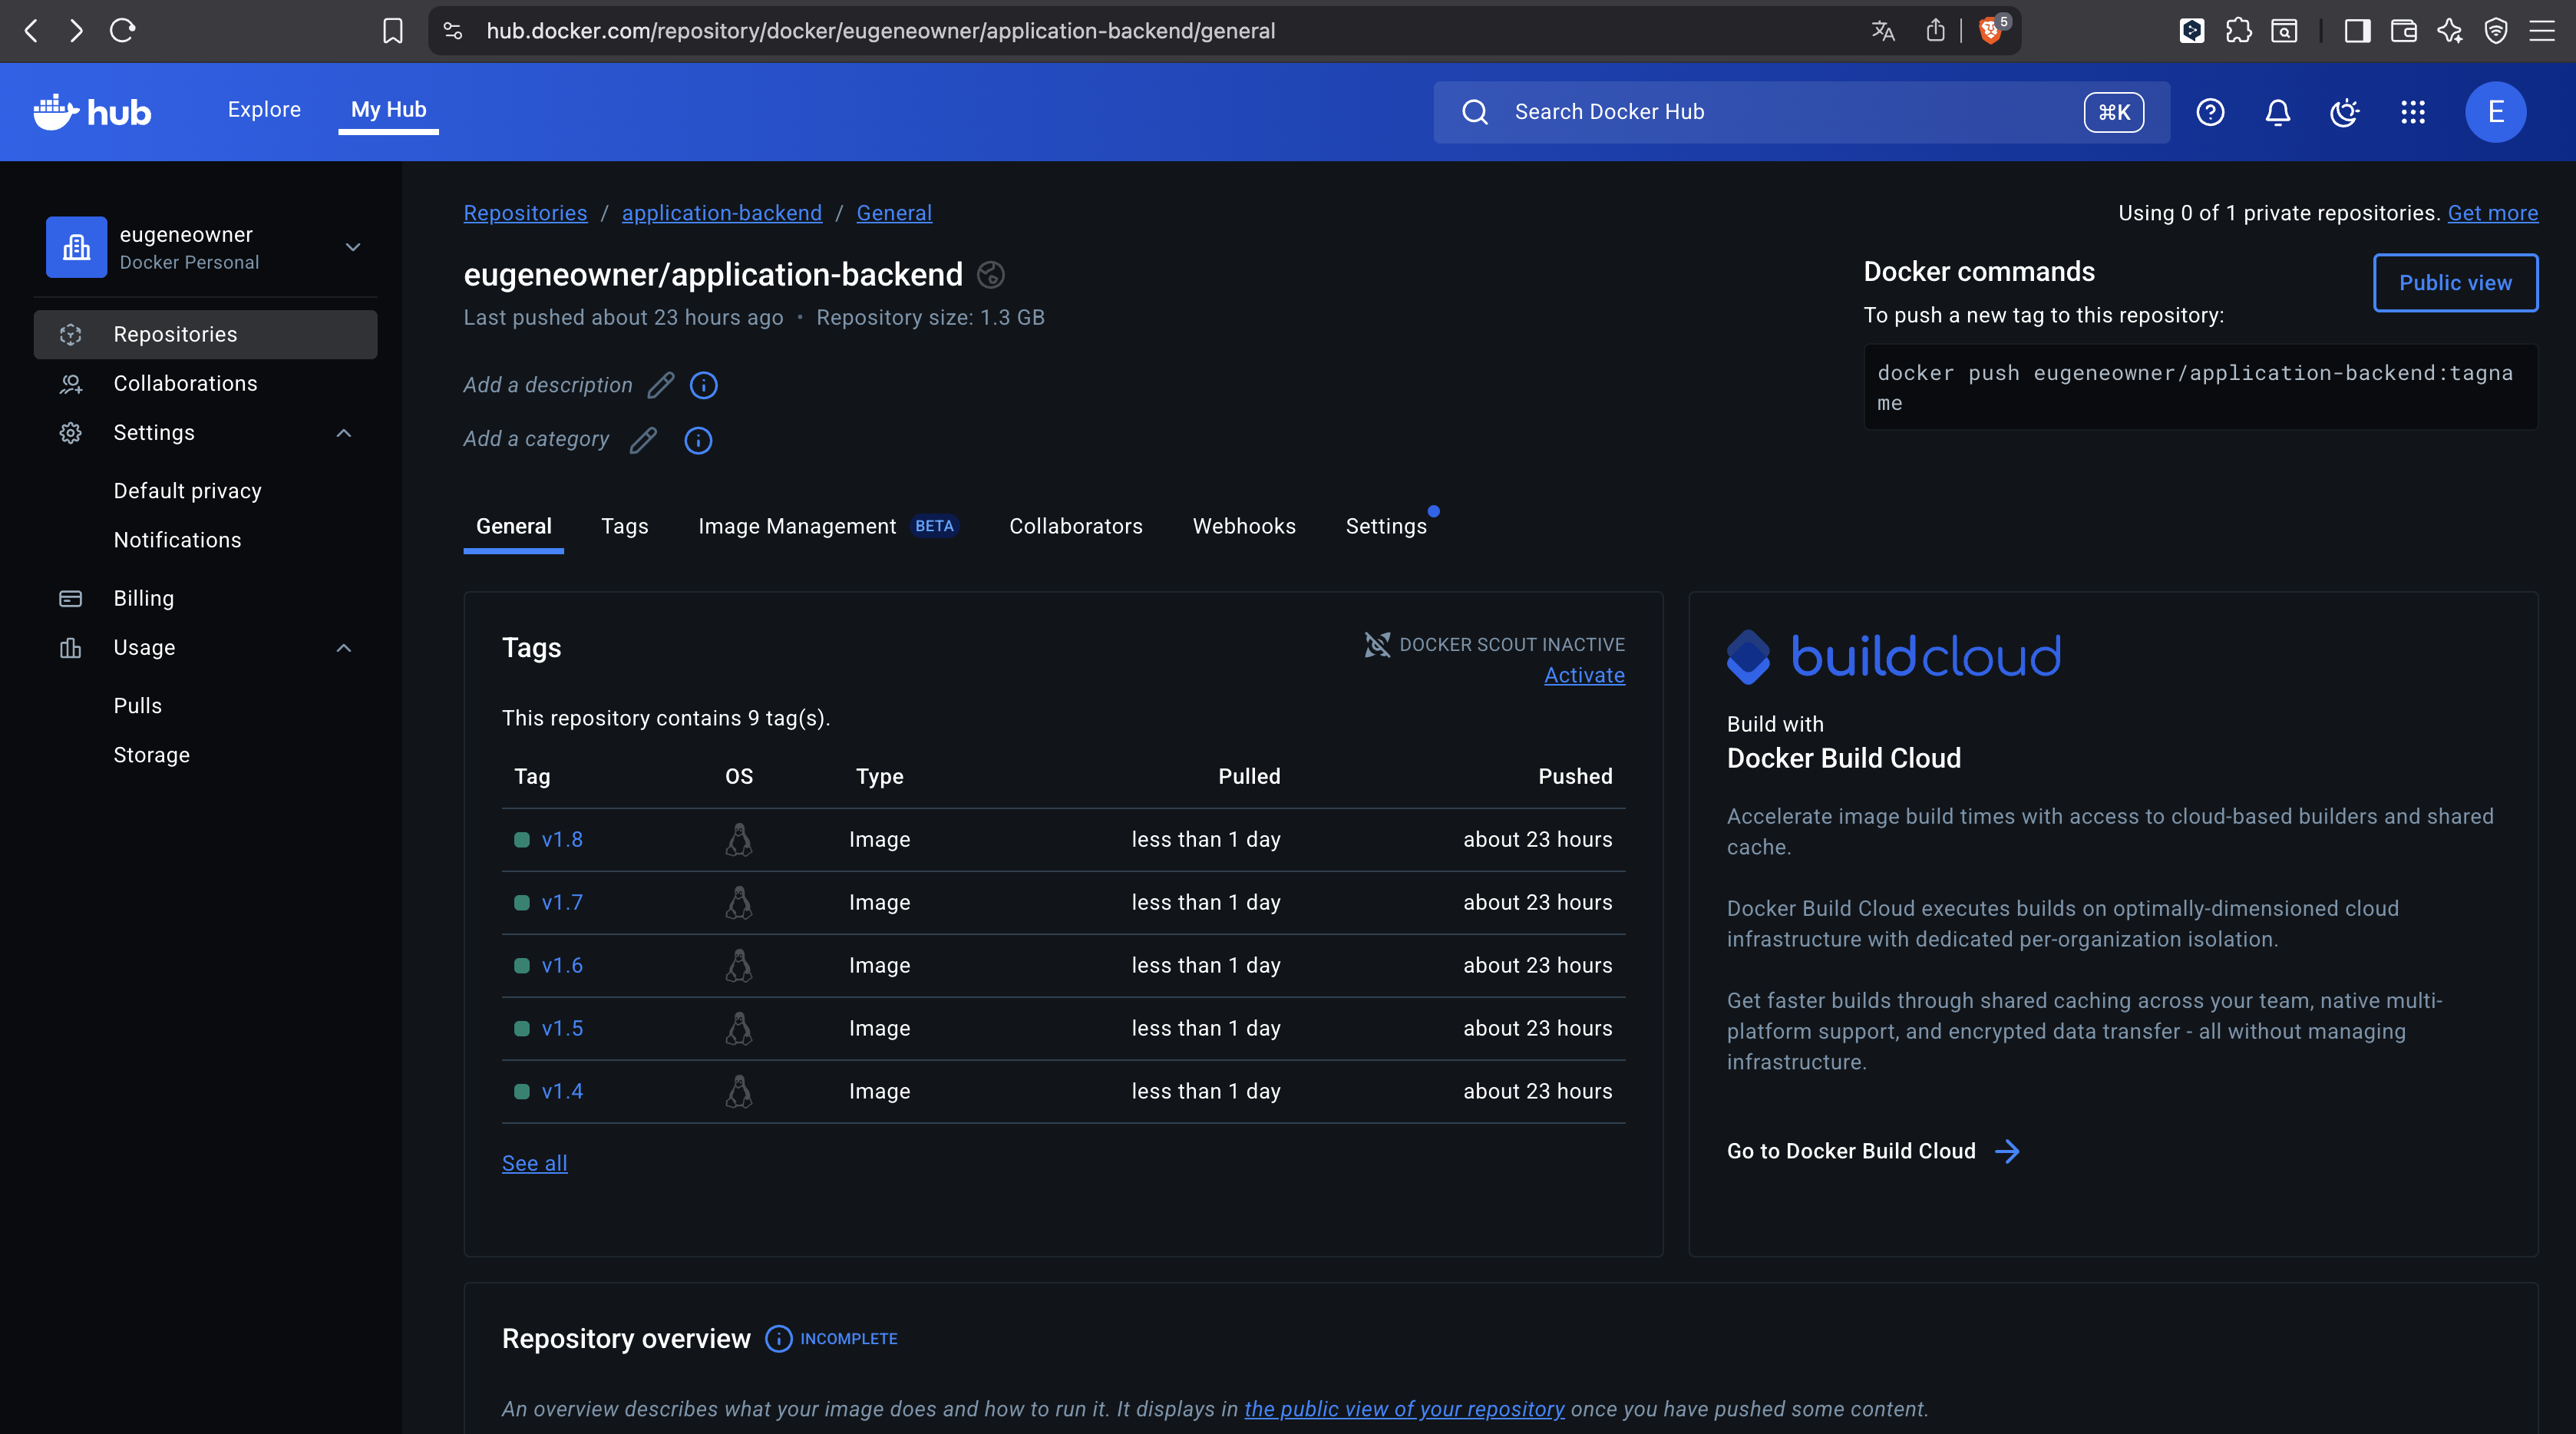 hub.docker.com/repository/docker/eugeneowner/application-backend/general
5
hub
Explore
My Hub
Search Docker Hub
⌘K
E
eugeneowner
Docker Personal
Repositories
Collaborations
Settings
Default privacy
Notifications
Billing
Usage
Pulls
Storage
Repositories / application-backend / General
Using 0 of 1 private repositories. Get more
eugeneowner/application-backend
Last pushed about 23 hours ago • Repository size: 1.3 GB
Add a description
Add a category
Docker commands
Public view
To push a new tag to this repository:
docker push eugeneowner/application-backend:tagna
me
General Tags Image Management BETA Collaborators Webhooks Settings
Tags
DOCKER SCOUT INACTIVE
Activate
This repository contains 9 tag(s).
Tag OS Type Pulled Pushed
v1.8 Image less than 1 day about 23 hours
v1.7 Image less than 1 day about 23 hours
v1.6 Image less than 1 day about 23 hours
v1.5 Image less than 1 day about 23 hours
v1.4 Image less than 1 day about 23 hours
See all
buildcloud
Build with
Docker Build Cloud
Accelerate image build times with access to cloud-based builders and shared
cache.
Docker Build Cloud executes builds on optimally-dimensioned cloud
infrastructure with dedicated per-organization isolation.
Get faster builds through shared caching across your team, native multi-
platform support, and encrypted data transfer - all without managing
infrastructure.
Go to Docker Build Cloud
Repository overview INCOMPLETE
An overview describes what your image does and how to run it. It displays in the public view of your repository once you have pushed some content.